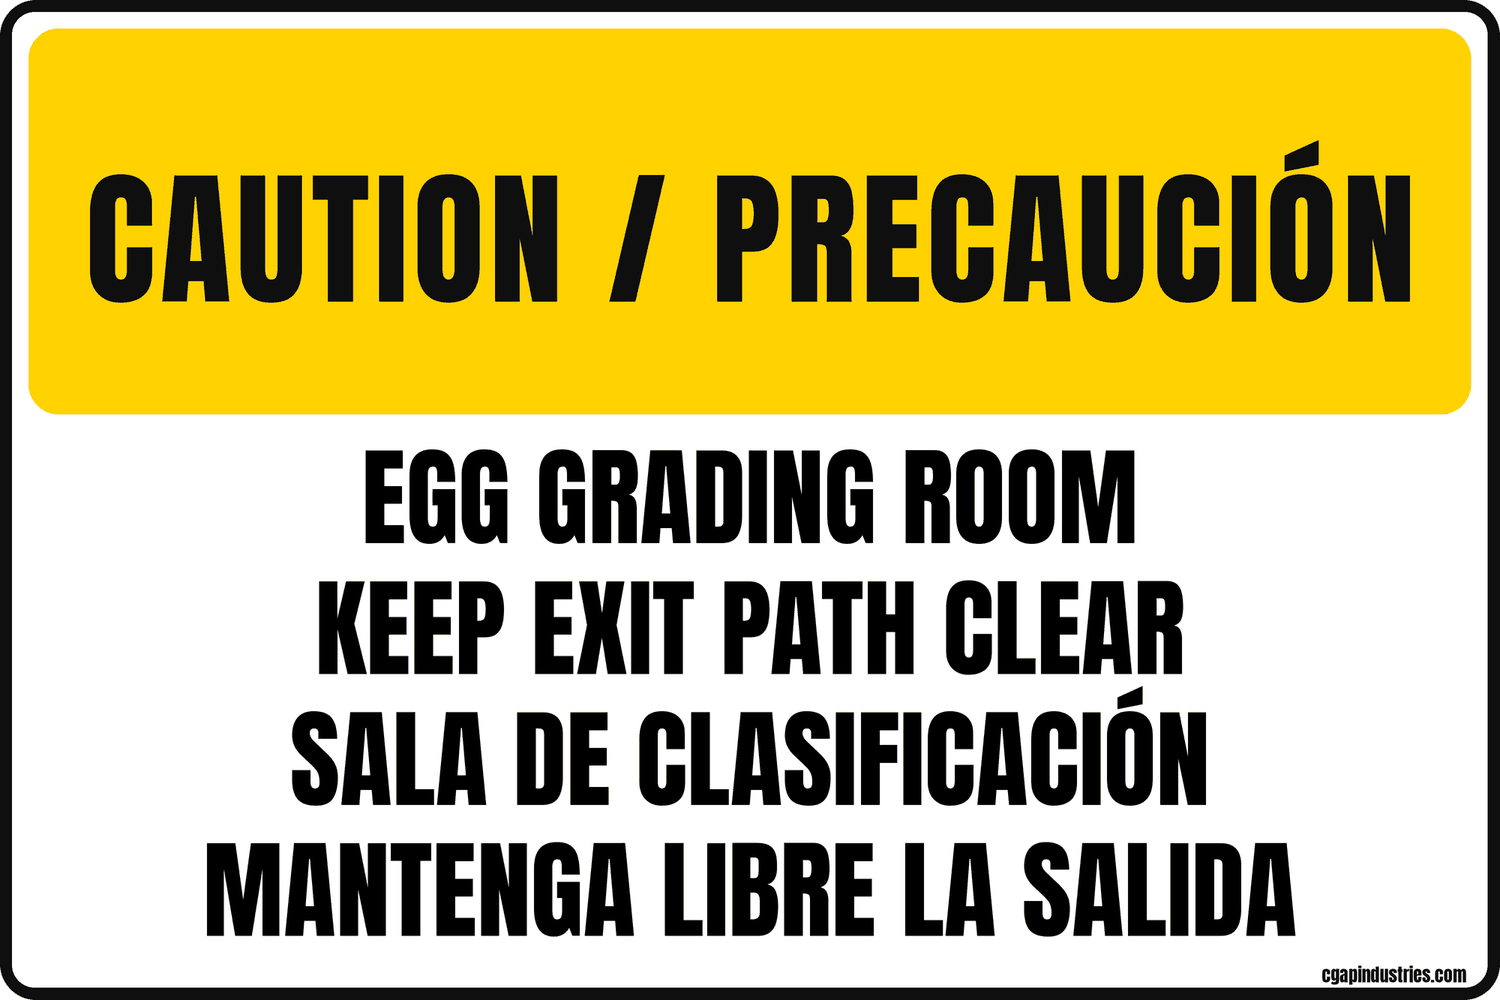 CAUTION / PRECAUCIÓN
EGG GRADING ROOM
KEEP EXIT PATH CLEAR
SALA DE CLASIFICACIÓN
MANTENGA LIBRE LA SALIDA
cgapindustries.com